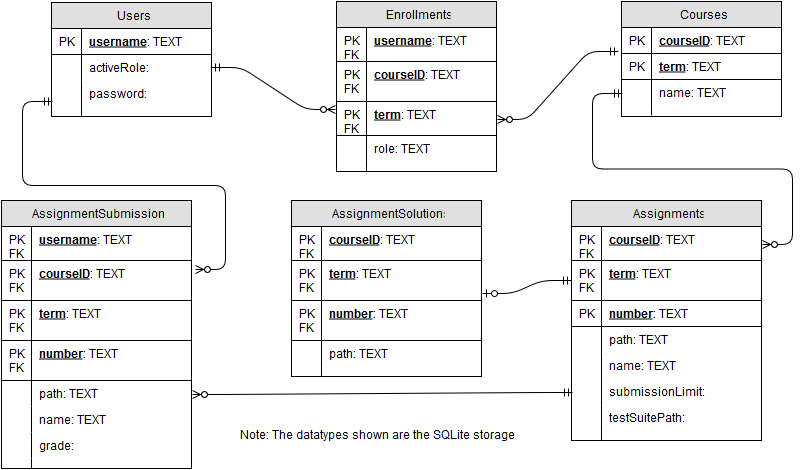 Users
PK username: TEXT
activeRole:
password:
Enrollments
PK FK username: TEXT
PK FK courseID: TEXT
PK FK term: TEXT
role: TEXT
Courses
PK courseID: TEXT
PK term: TEXT
name: TEXT
AssignmentSubmission
PK FK username: TEXT
PK FK courseID: TEXT
PK FK term: TEXT
PK FK number: TEXT
path: TEXT
name: TEXT
grade:
AssignmentSolutions
PK FK courseID: TEXT
PK FK term: TEXT
PK FK number: TEXT
path: TEXT
Assignments
PK FK courseID: TEXT
PK FK term: TEXT
PK number: TEXT
path: TEXT
name: TEXT
submissionLimit:
testSuitePath:
Note: The datatypes shown are the SQLite storage